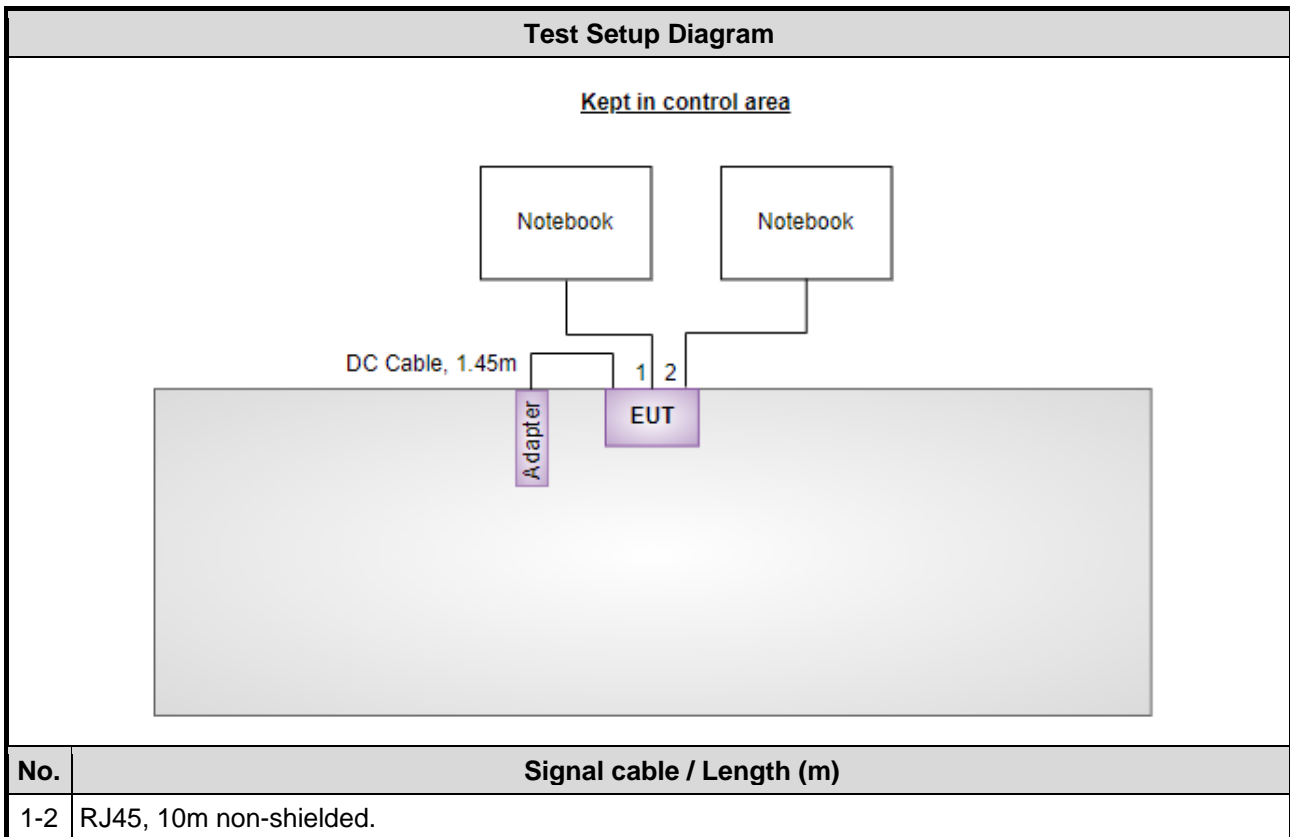 Test Setup Diagram
Kept in control area
Notebook Notebook
DC Cable, 1.45m
1 2
Adapter
EUT
No. Signal cable / Length (m)
1-2 RJ45, 10m non-shielded.